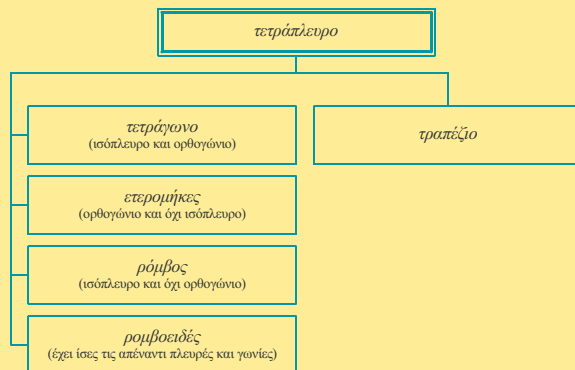 τετράπλευρο
τετράγωνο
(ισόπλευρο και ορθογώνιο)
τραπέζιο
ετερομήκες
(ορθογώνιο και όχι ισόπλευρο)
ρόμβος
(ισόπλευρο και όχι ορθογώνιο)
ρομβοειδές
(έχει ίσες τις απέναντι πλευρές και γωνίες)